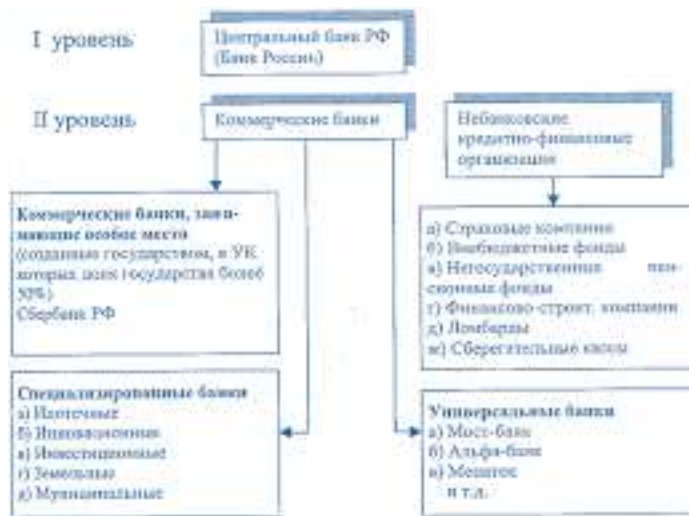 I уровень
Центральный банк РФ
(Банк России)
II уровень
Коммерческие банки
Небанковские
кредитно-финансовые
организации
Коммерческие банки, зани-
мающие особое место
(созданные государством, в УК
которых доля государства более
50%)
Сбербанк РФ
а) Страховые компании
б) Внебюджетные фонды
в) Негосударственные пен-
сионные фонды
г) Финансово-строит. компании
д) Ломбарды
ж) Сберегательные кассы
Специализированные банки
а) Ипотечные
б) Инновационные
в) Инвестиционные
г) Земельные
д) Муниципальные
Универсальные банки
а) Мост-банк
б) Альфа-банк
в) Менатеп
и т.д.